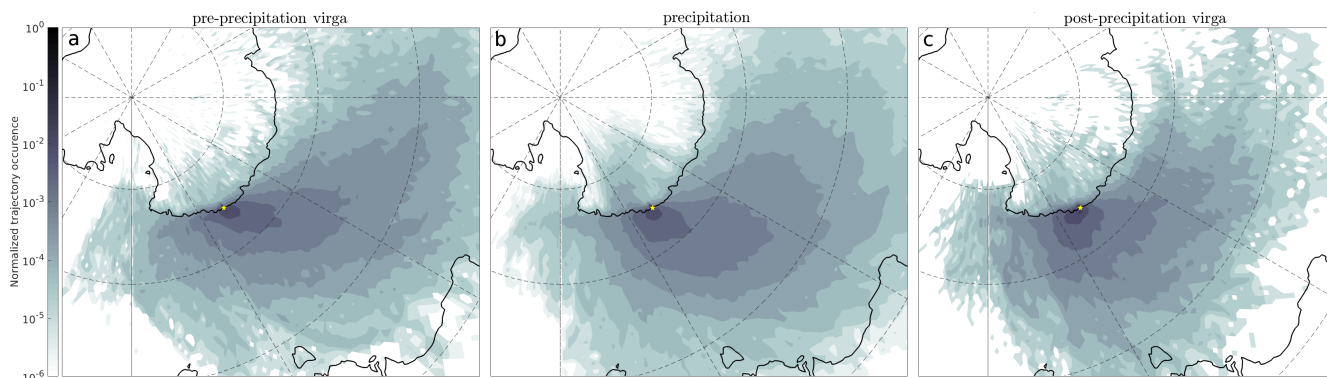 pre-precipitation virga
precipitation
post-precipitation virga
a
b
c
Normalized trajectory occurence
10^0
10^-1
10^-2
10^-3
10^-4
10^-5
10^-6